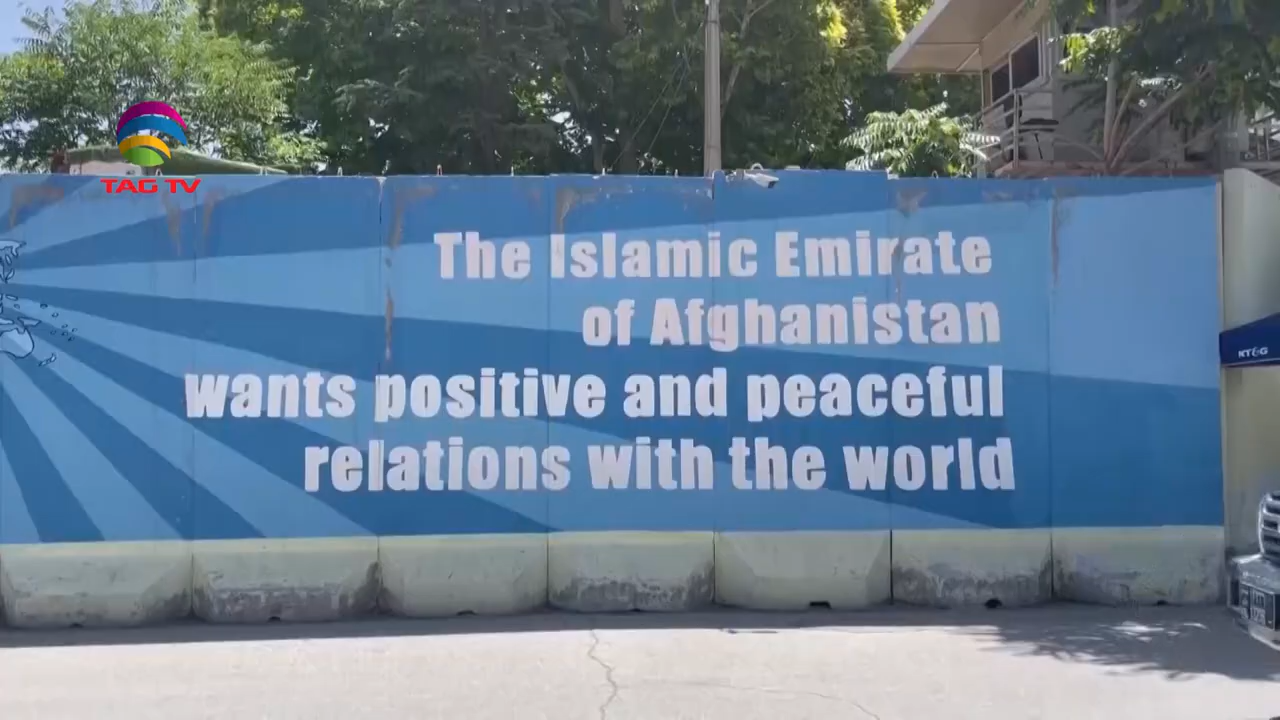 TAG TV
The Islamic Emirate
of Afghanistan
wants positive and peaceful
relations with the world
KT&G